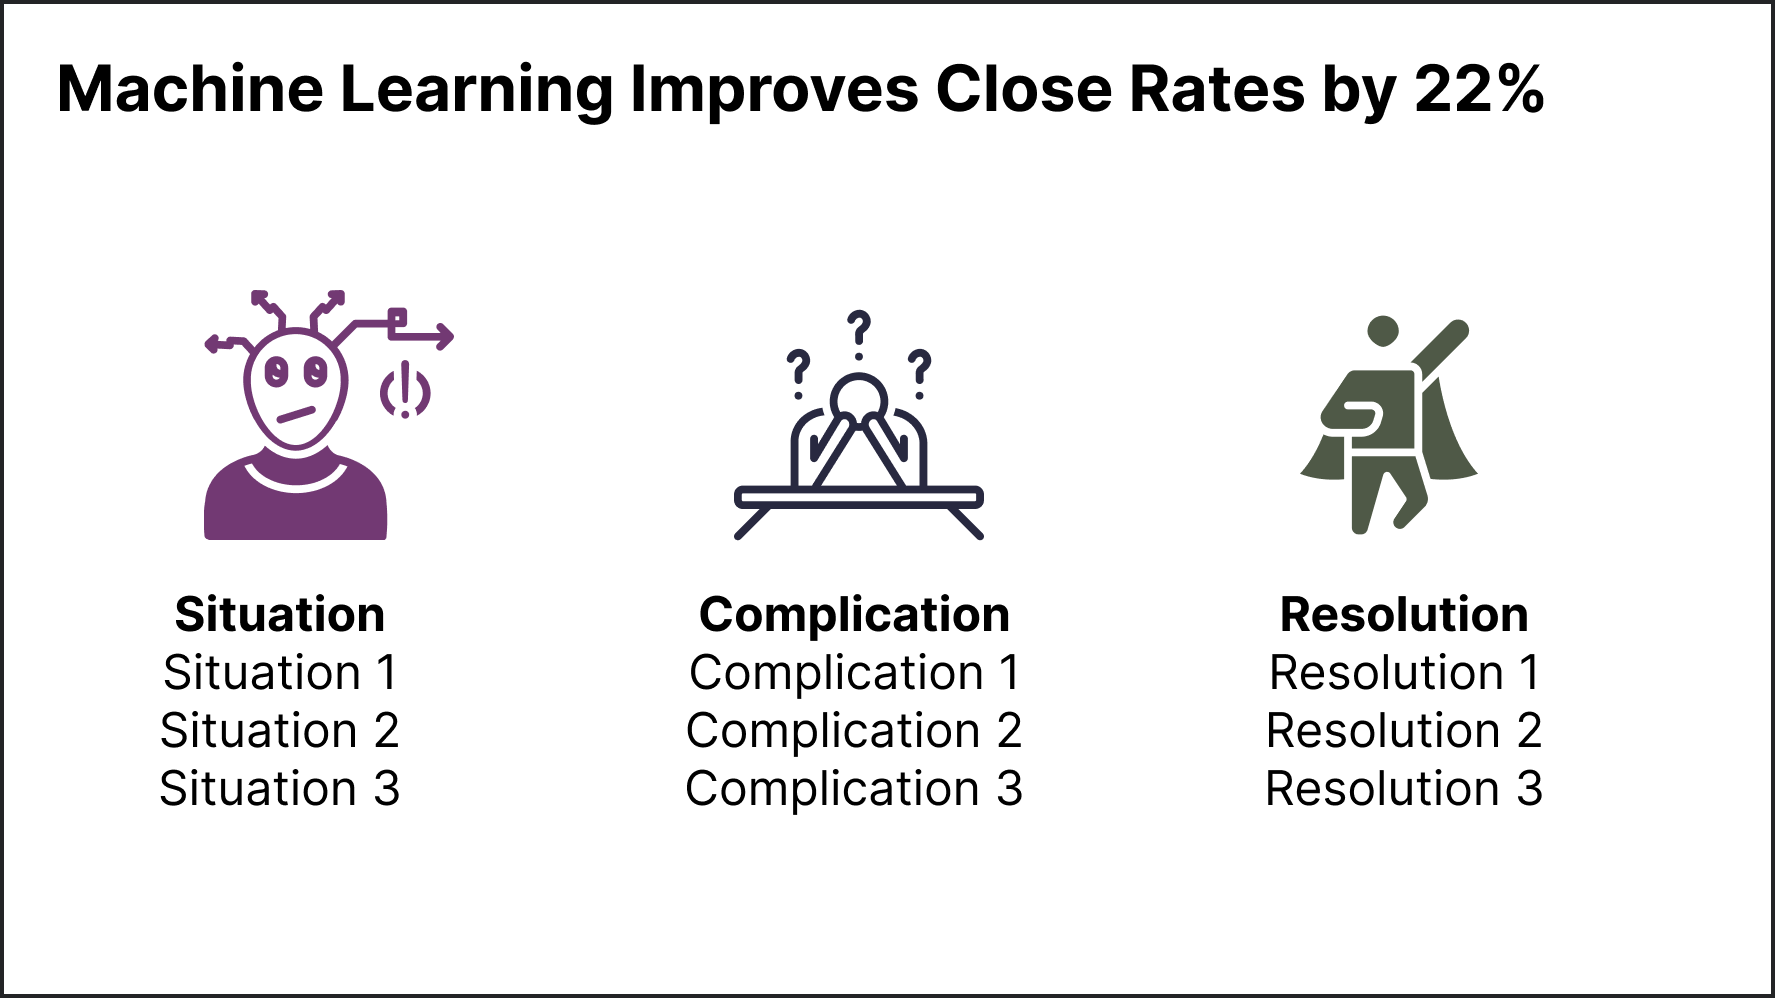 Machine Learning Improves Close Rates by 22%
? ? ?
Situation
Situation 1
Situation 2
Situation 3
Complication
Complication 1
Complication 2
Complication 3
Resolution
Resolution 1
Resolution 2
Resolution 3